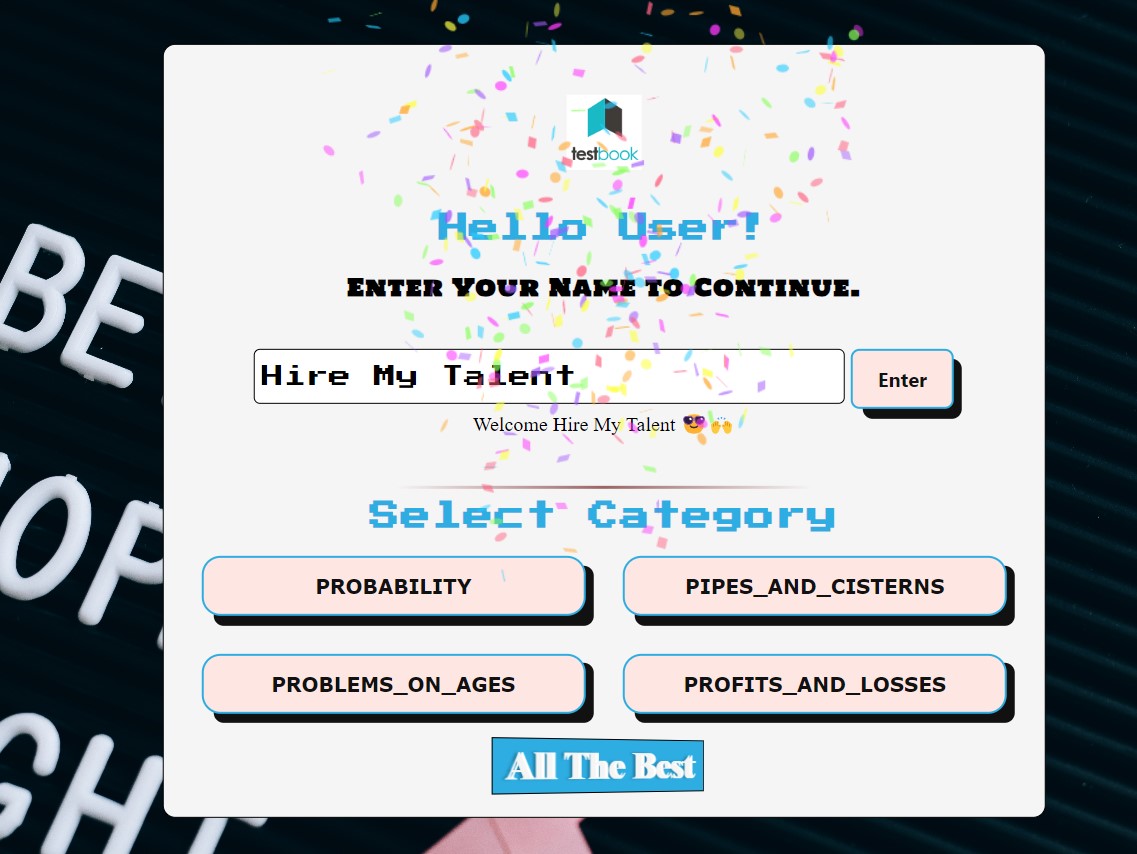 testbook
Hello User!
Enter Your Name to Continue.
Hire My Talent
Enter
Welcome Hire My Talent 😎🙌
Select Category
PROBABILITY
PIPES_AND_CISTERNS
PROBLEMS_ON_AGES
PROFITS_AND_LOSSES
All The Best
BE